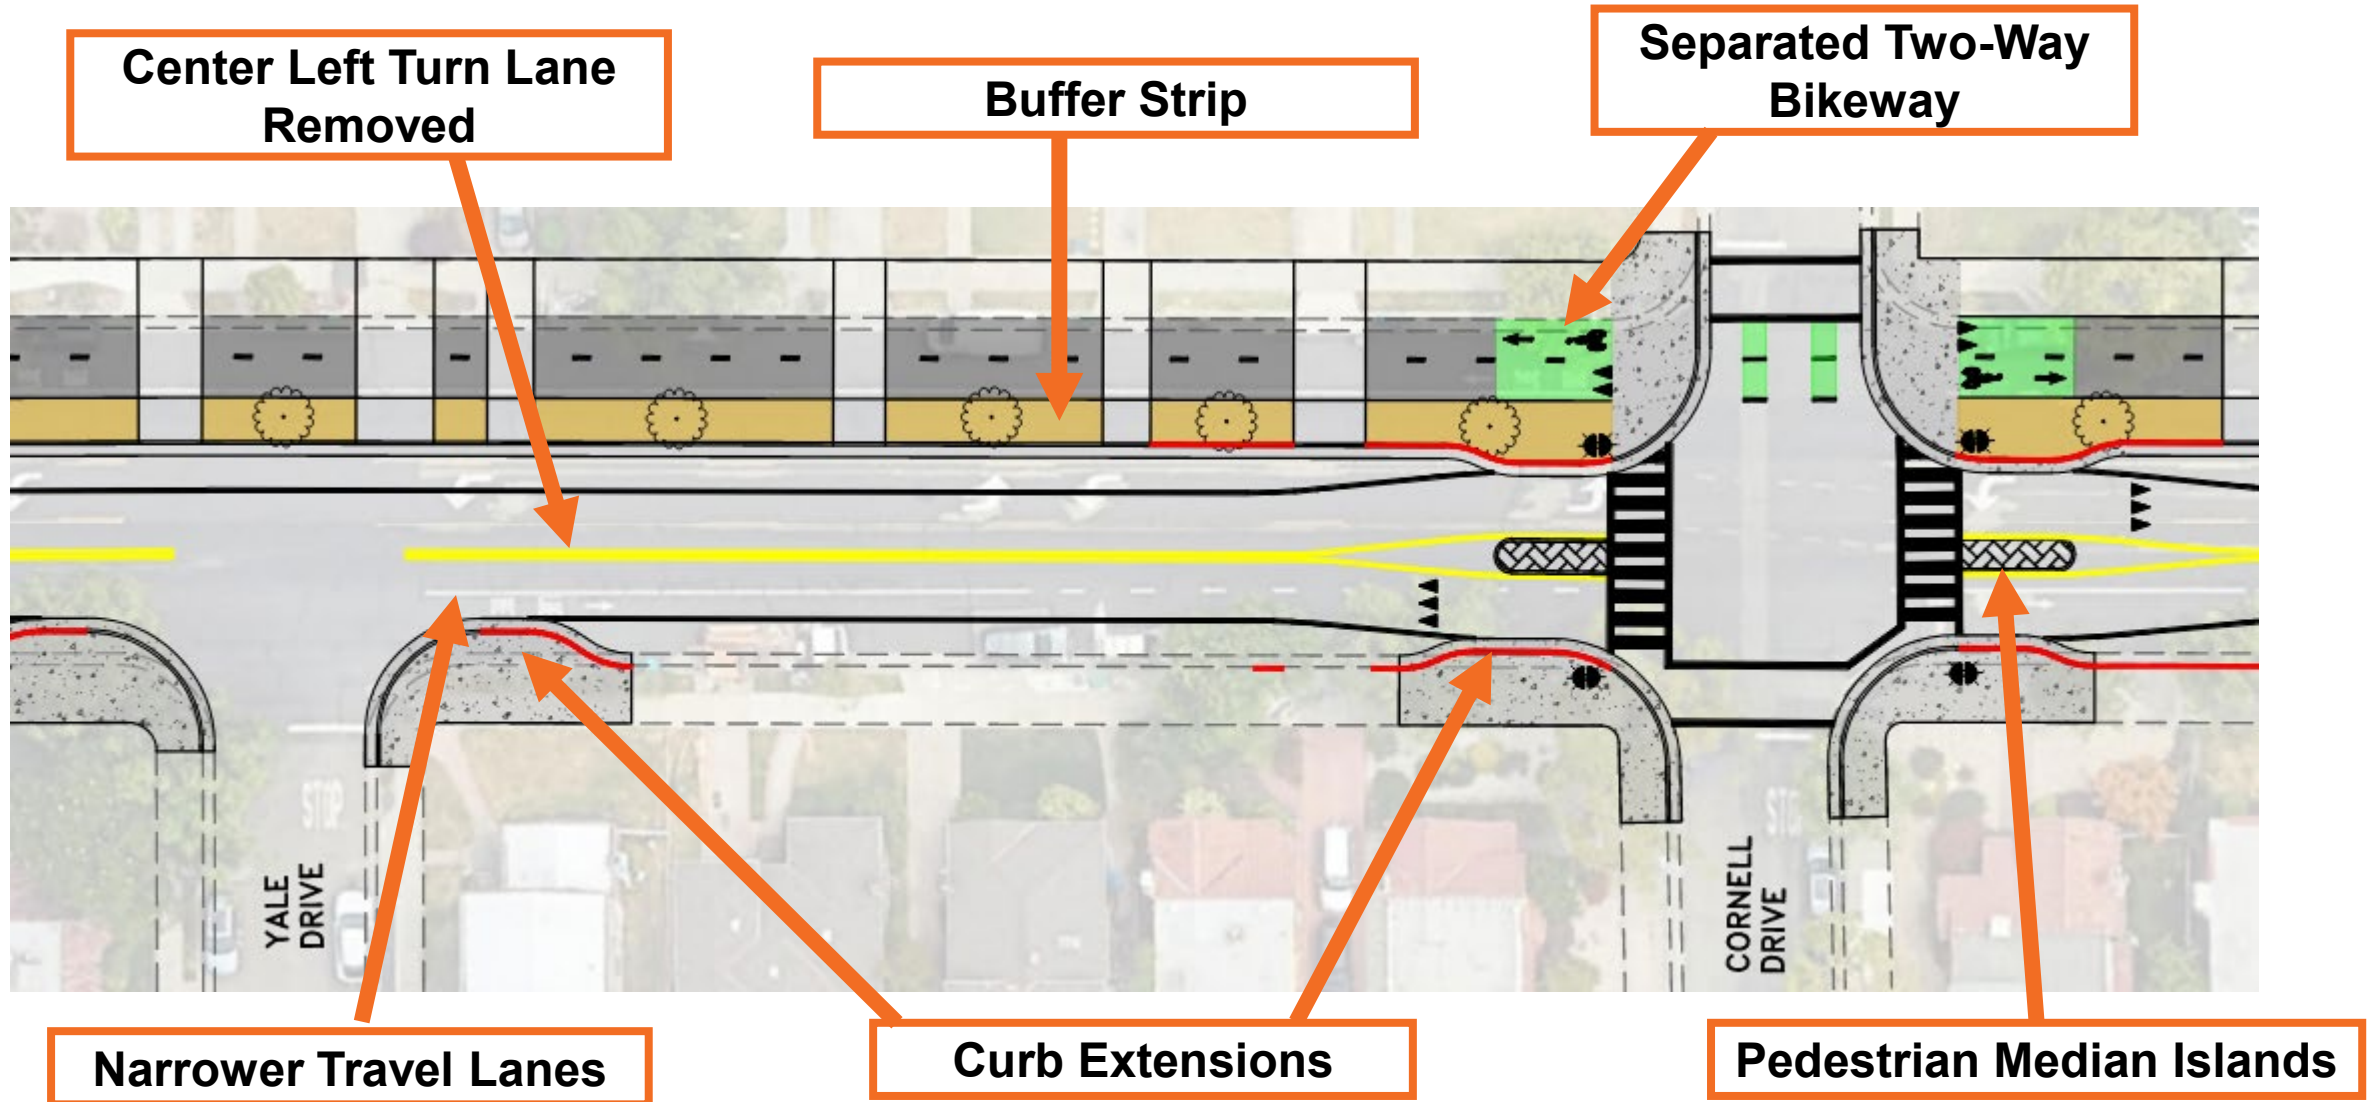 Center Left Turn Lane
Removed
Buffer Strip
Separated Two-Way
Bikeway
STOP
YALE
DRIVE
CORNELL
DRIVE
Narrower Travel Lanes
Curb Extensions
Pedestrian Median Islands